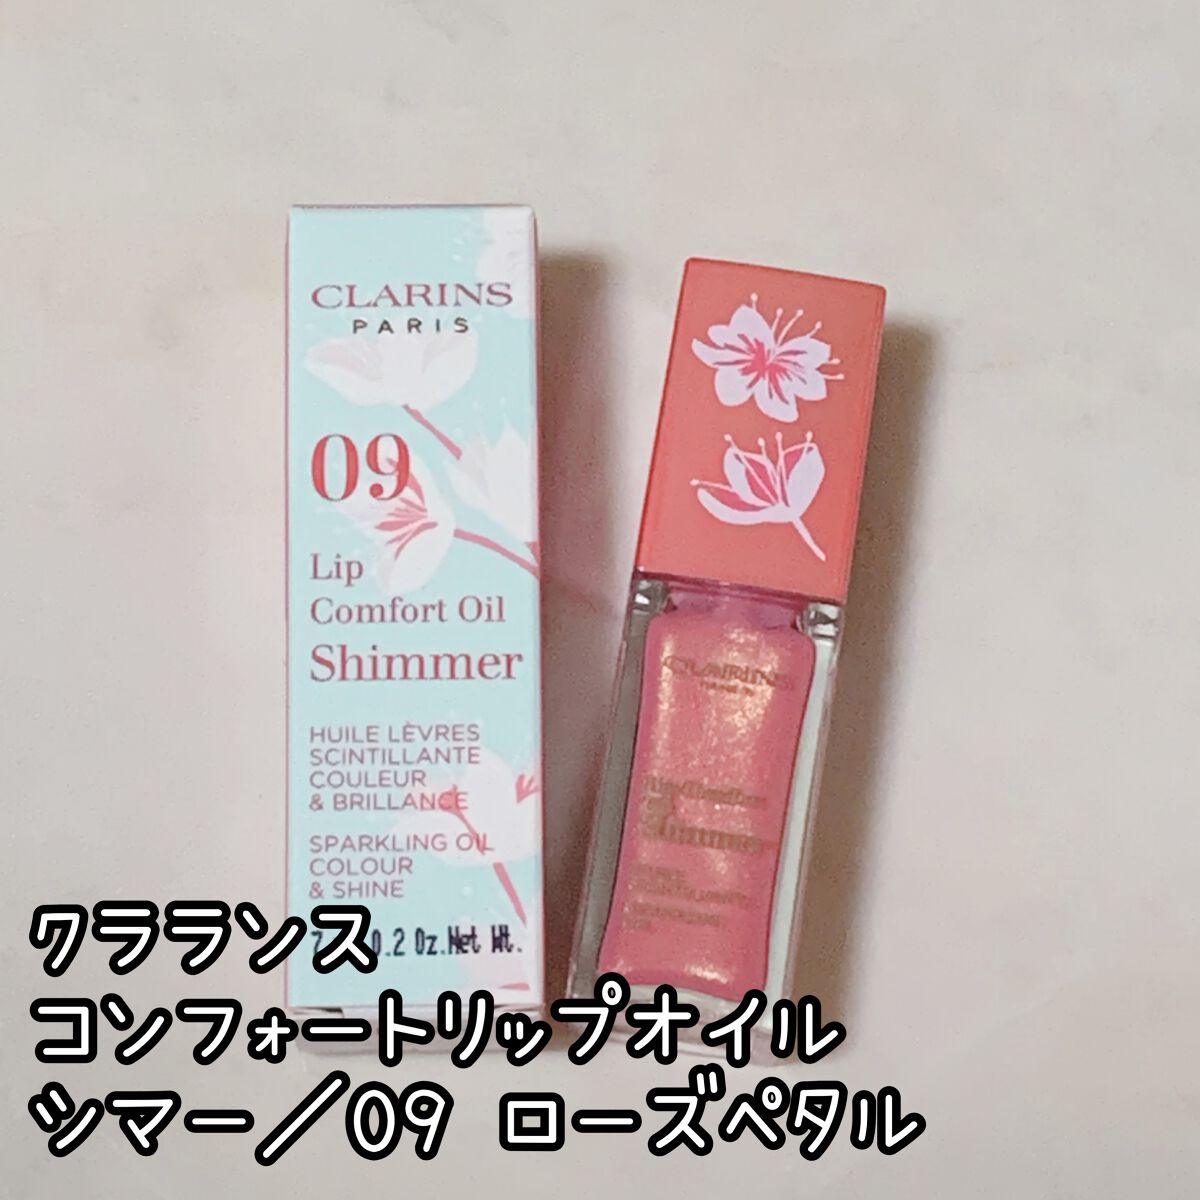 CLARINS
PARIS
09
Lip
Comfort Oil
Shimmer
HUILE LÈVRES
SCINTILLANTE
COULEUR
& BRILLANCE
SPARKLING OIL
COLOUR
& SHINE
0.2 Oz.Net Wt.
CLARINS
Shimmer
クラランス
コンフォートリップオイル
シマー/09 ローズペタル